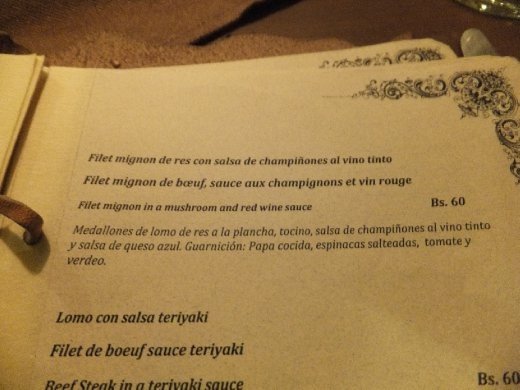 Filet mignon de res con salsa de champiñones al vino tinto
Filet mignon de bœuf, sauce aux champignons et vin rouge
Filet mignon in a mushroom and red wine sauce Bs. 60
Medallones de lomo de res a la plancha, tocino, salsa de champiñones al vino tinto
y salsa de queso azul. Guarnición: Papa cocida, espinacas salteadas, tomate y
verdeo.
Lomo con salsa teriyaki
Filet de boeuf sauce teriyaki
Beef Steak in a teriyaki sauce Bs. 60